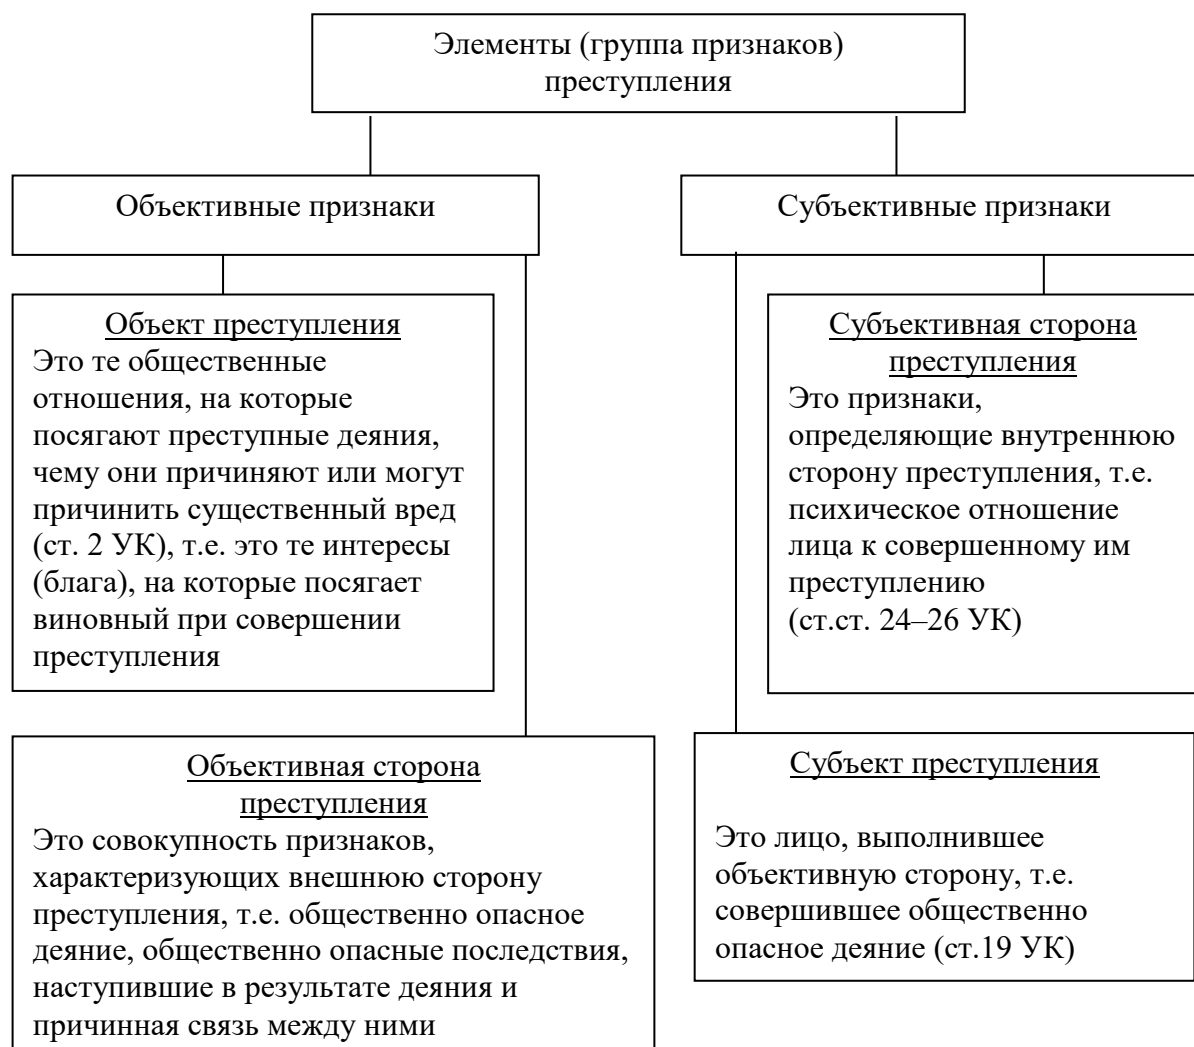 Элементы (группа признаков)
преступления
Объективные признаки
Субъективные признаки
Объект преступления
Это те общественные
отношения, на которые
посягают преступные деяния,
чему они причиняют или могут
причинить существенный вред
(ст. 2 УК), т.е. это те интересы
(блага), на которые посягает
виновный при совершении
преступления
Субъективная сторона
преступления
Это признаки,
определяющие внутреннюю
сторону преступления, т.е.
психическое отношение
лица к совершенному им
преступлению
(ст.ст. 24–26 УК)
Объективная сторона
преступления
Это совокупность признаков,
характеризующих внешнюю сторону
преступления, т.е. общественно опасное
деяние, общественно опасные последствия,
наступившие в результате деяния и
причинная связь между ними
Субъект преступления
Это лицо, выполнившее
объективную сторону, т.е.
совершившее общественно
опасное деяние (ст.19 УК)